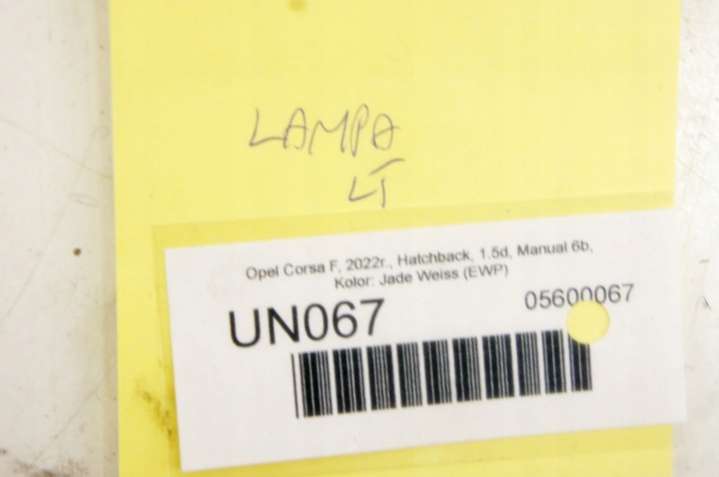 LAMPA
LT
Opel Corsa F, 2022r., Hatchback, 1.5d, Manual 6b,
Kolor: Jade Weiss (EWP)
UN067
05600067